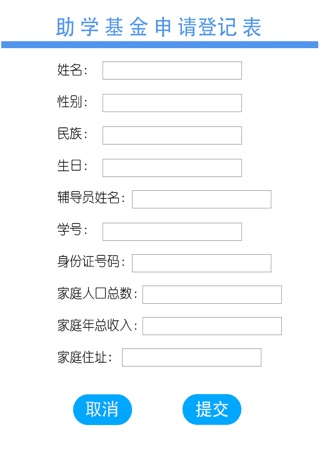 助学基金申请登记表
姓名：
性别：
民族：
生日：
辅导员姓名：
学号：
身份证号码：
家庭人口总数：
家庭年总收入：
家庭住址：
取消 提交